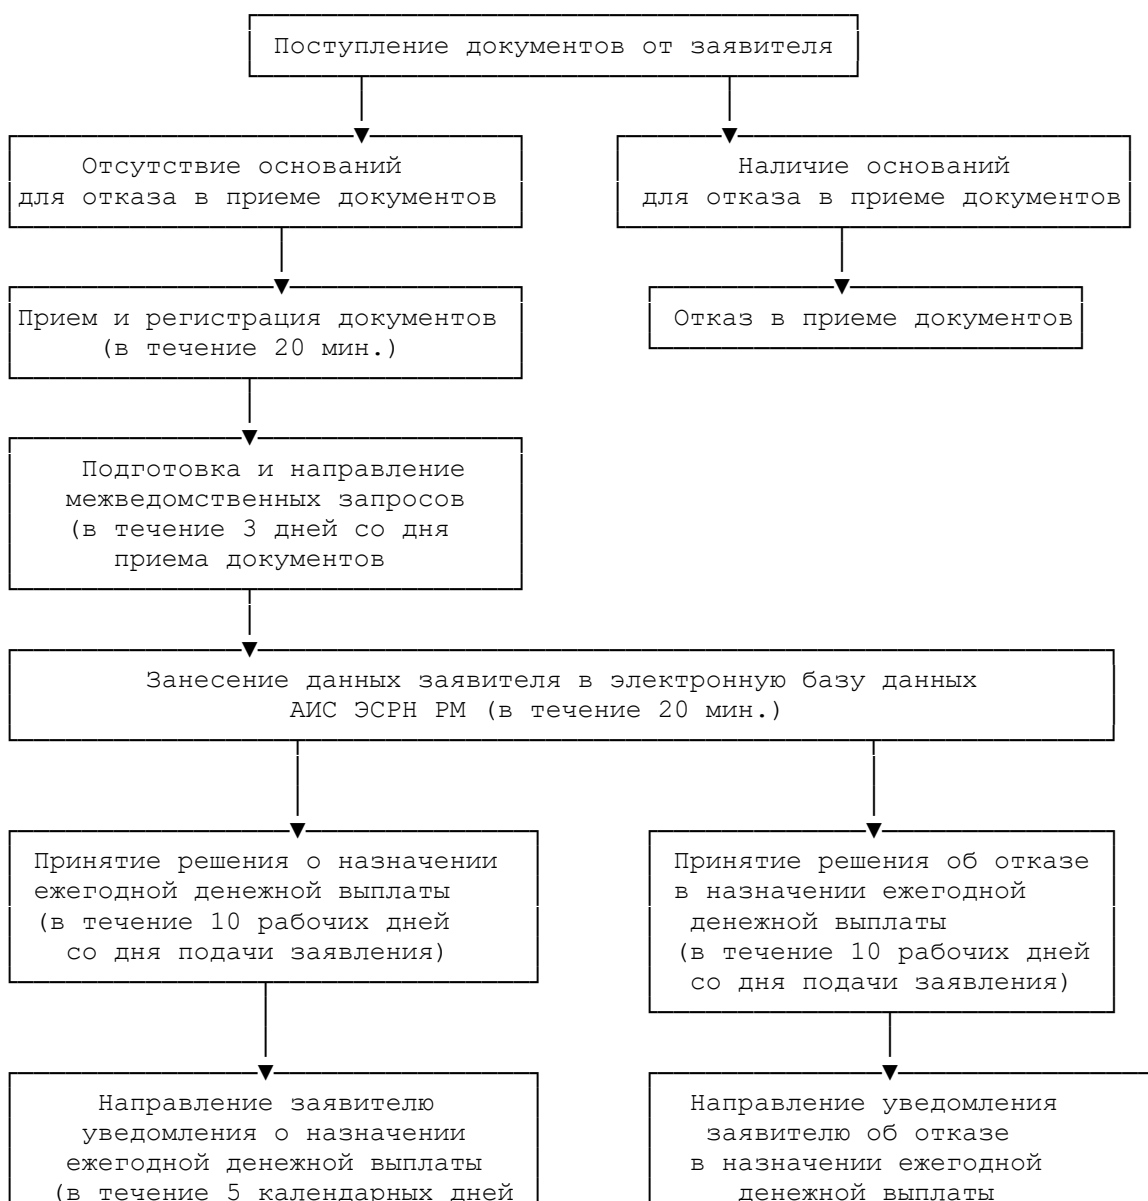 Поступление документов от заявителя
Отсутствие оснований
для отказа в приеме документов
Наличие оснований
для отказа в приеме документов
Прием и регистрация документов
(в течение 20 мин.)
Отказ в приеме документов
Подготовка и направление
межведомственных запросов
(в течение 3 дней со дня
приема документов
Занесение данных заявителя в электронную базу данных
АИС ЭСРН РМ (в течение 20 мин.)
Принятие решения о назначении
ежегодной денежной выплаты
(в течение 10 рабочих дней
со дня подачи заявления)
Принятие решения об отказе
в назначении ежегодной
денежной выплаты
(в течение 10 рабочих дней
со дня подачи заявления)
Направление заявителю
уведомления о назначении
ежегодной денежной выплаты
(в течение 5 календарных дней
Направление уведомления
заявителю об отказе
в назначении ежегодной
денежной выплаты